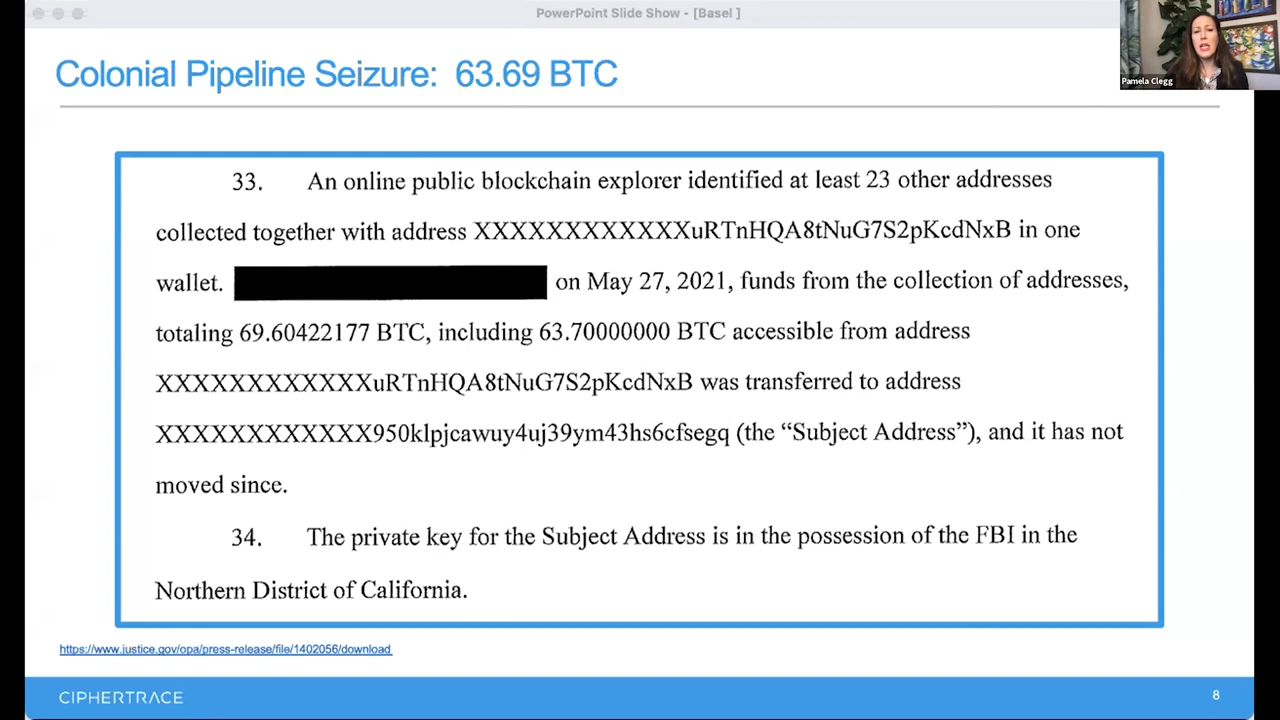 PowerPoint Slide Show - [Basel ]
Pamela Clegg
Colonial Pipeline Seizure: 63.69 BTC
33. An online public blockchain explorer identified at least 23 other addresses
collected together with address XXXXXXXXXXXXuRTnHQA8tNuG7S2pKcdNxB in one
wallet. on May 27, 2021, funds from the collection of addresses,
totaling 69.60422177 BTC, including 63.70000000 BTC accessible from address
XXXXXXXXXXXXuRTnHQA8tNuG7S2pKcdNxB was transferred to address
XXXXXXXXXXXX950klpjcawuy4uj39ym43hs6cfsegq (the “Subject Address”), and it has not
moved since.
34. The private key for the Subject Address is in the possession of the FBI in the
Northern District of California.
https://www.justice.gov/opa/press-release/file/1402056/download
CIPHERTRACE
8